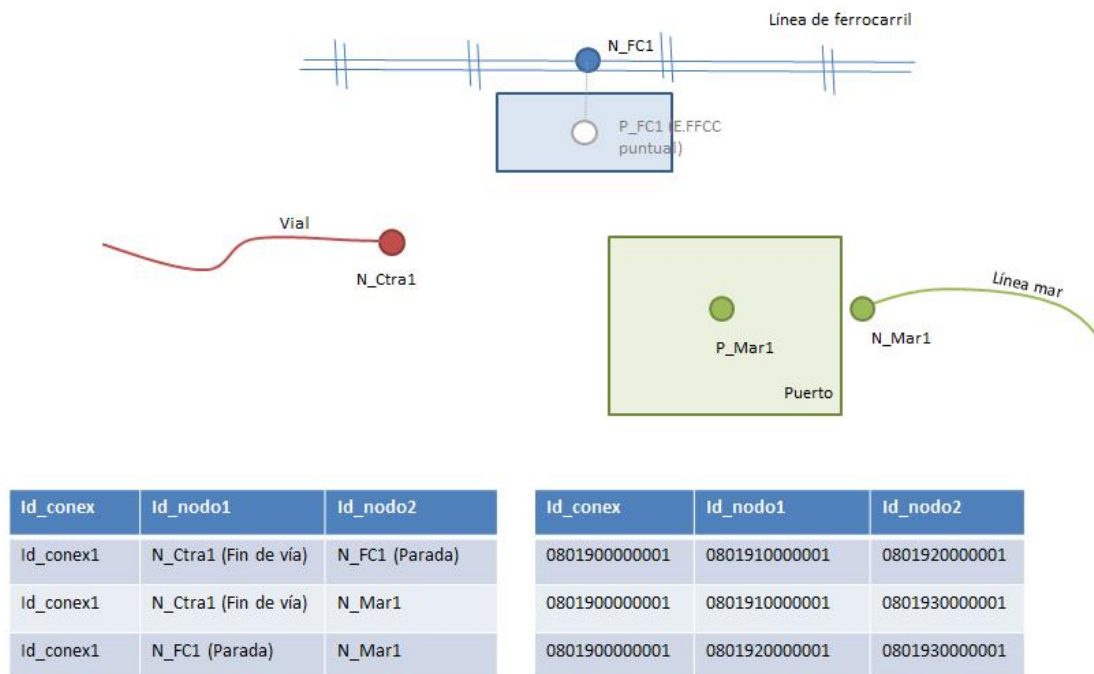 Línea de ferrocarril
N_FC1
P_FC1 (E.FFCC
puntual)
Vial
N_Ctra1
Línea mar
P_Mar1
N_Mar1
Puerto
Id_conex Id_nodo1 Id_nodo2
Id_conex1 N_Ctra1 (Fin de vía) N_FC1 (Parada)
Id_conex1 N_Ctra1 (Fin de vía) N_Mar1
Id_conex1 N_FC1 (Parada) N_Mar1
Id_conex Id_nodo1 Id_nodo2
0801900000001 0801910000001 0801920000001
0801900000001 0801910000001 0801930000001
0801900000001 0801920000001 0801930000001